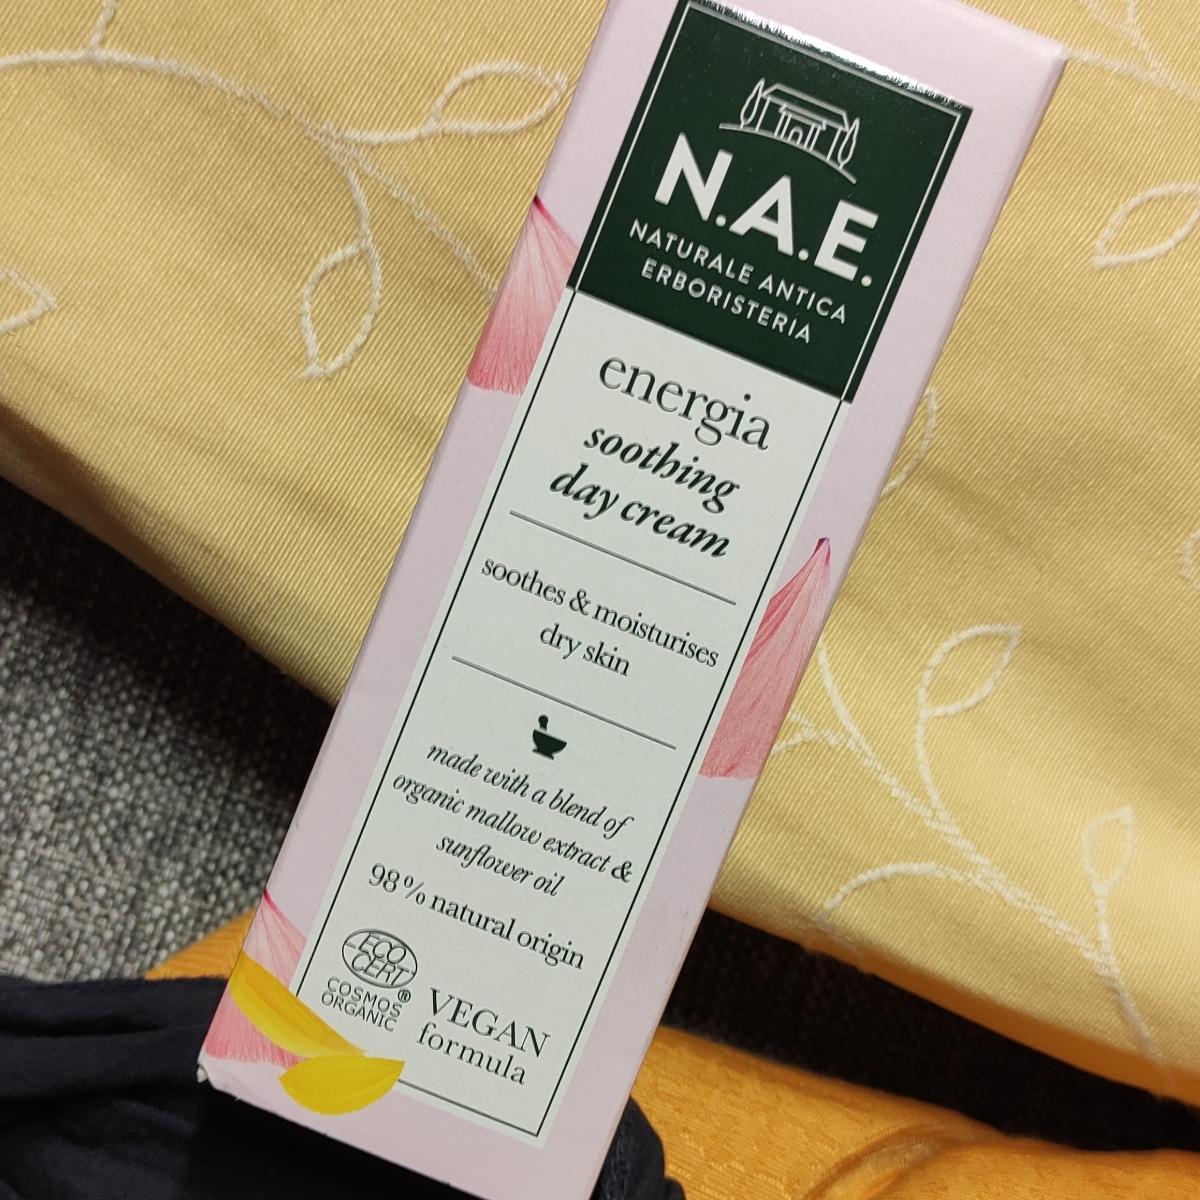 N.A.E.
NATURALE ANTICA
ERBORISTERIA
energia
soothing
day cream
soothes & moisturises
dry skin
made with a blend of
organic mallow extract &
sunflower oil
98% natural origin
ECO
CERT®
COSMOS
ORGANIC
VEGAN
formula